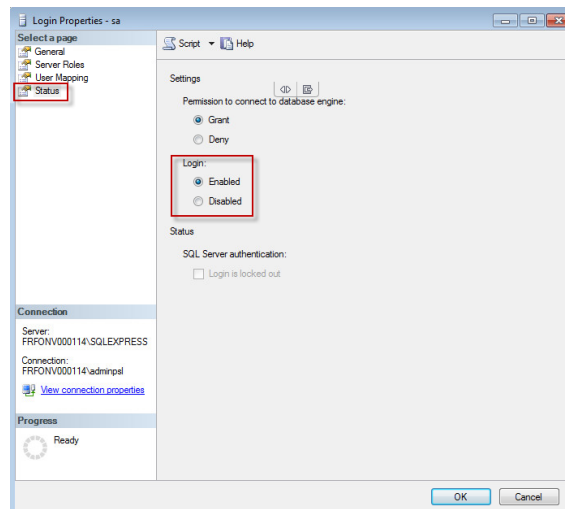 Login Properties - sa
Select a page
General
Server Roles
User Mapping
Status
Script Help
Settings
Permission to connect to database engine:
Grant
Deny
Login:
Enabled
Disabled
Status
SQL Server authentication:
Login is locked out
Connection
Server:
FRFONV000114\SQLEXPRESS
Connection:
FRFONV000114\adminpsl
View connection properties
Progress
Ready
OK Cancel